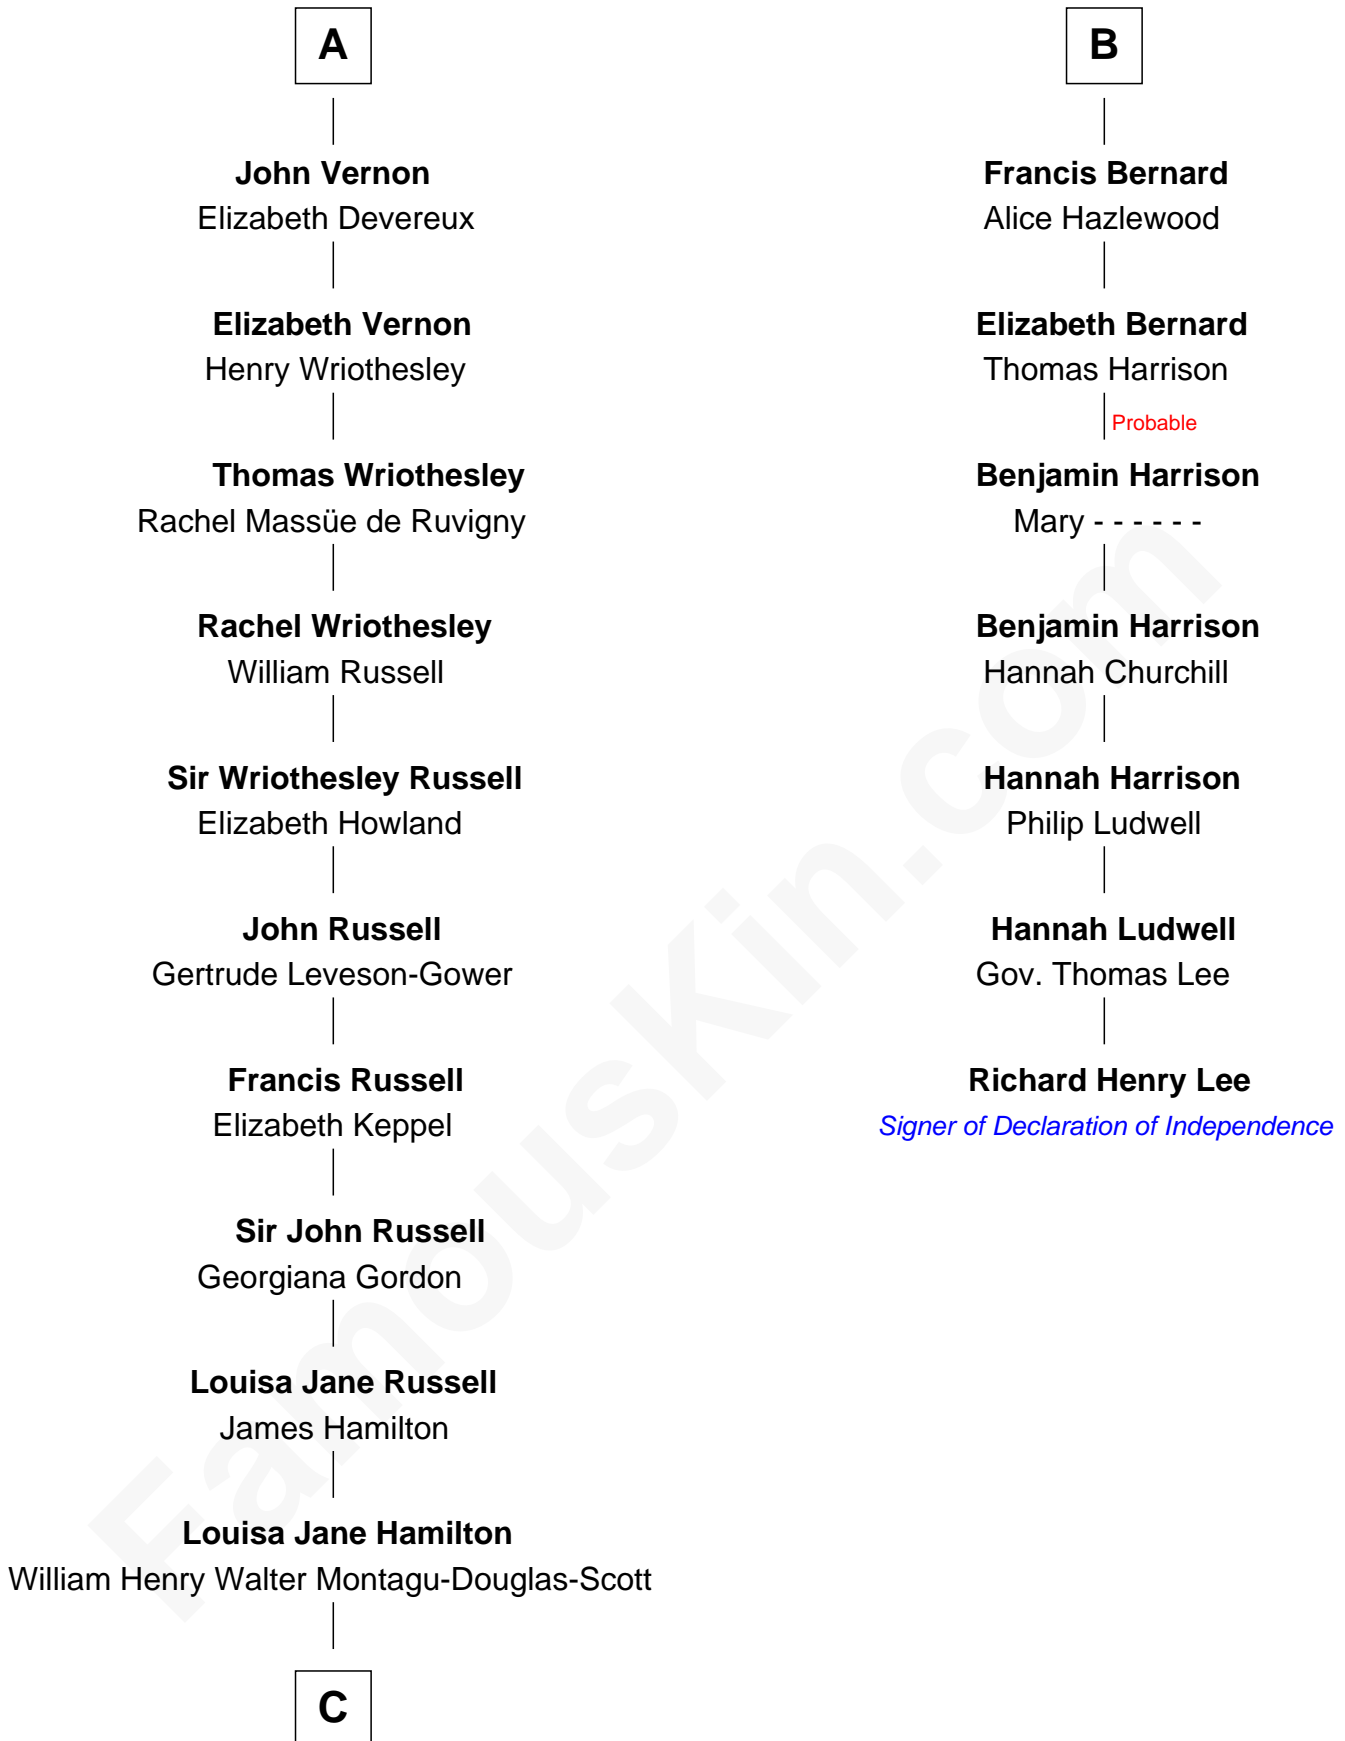 A
John Vernon
Elizabeth Devereux
Elizabeth Vernon
Henry Wriothesley
Thomas Wriothesley
Rachel Massüe de Ruvigny
Rachel Wriothesley
William Russell
Sir Wriothesley Russell
Elizabeth Howland
John Russell
Gertrude Leveson-Gower
Francis Russell
Elizabeth Keppel
Sir John Russell
Georgiana Gordon
Louisa Jane Russell
James Hamilton
Louisa Jane Hamilton
William Henry Walter Montagu-Douglas-Scott
C
B
Francis Bernard
Alice Hazlewood
Elizabeth Bernard
Thomas Harrison
Probable
Benjamin Harrison
Mary - - - - - -
Benjamin Harrison
Hannah Churchill
Hannah Harrison
Philip Ludwell
Hannah Ludwell
Gov. Thomas Lee
Richard Henry Lee
Signer of Declaration of Independence
FamousKin.com